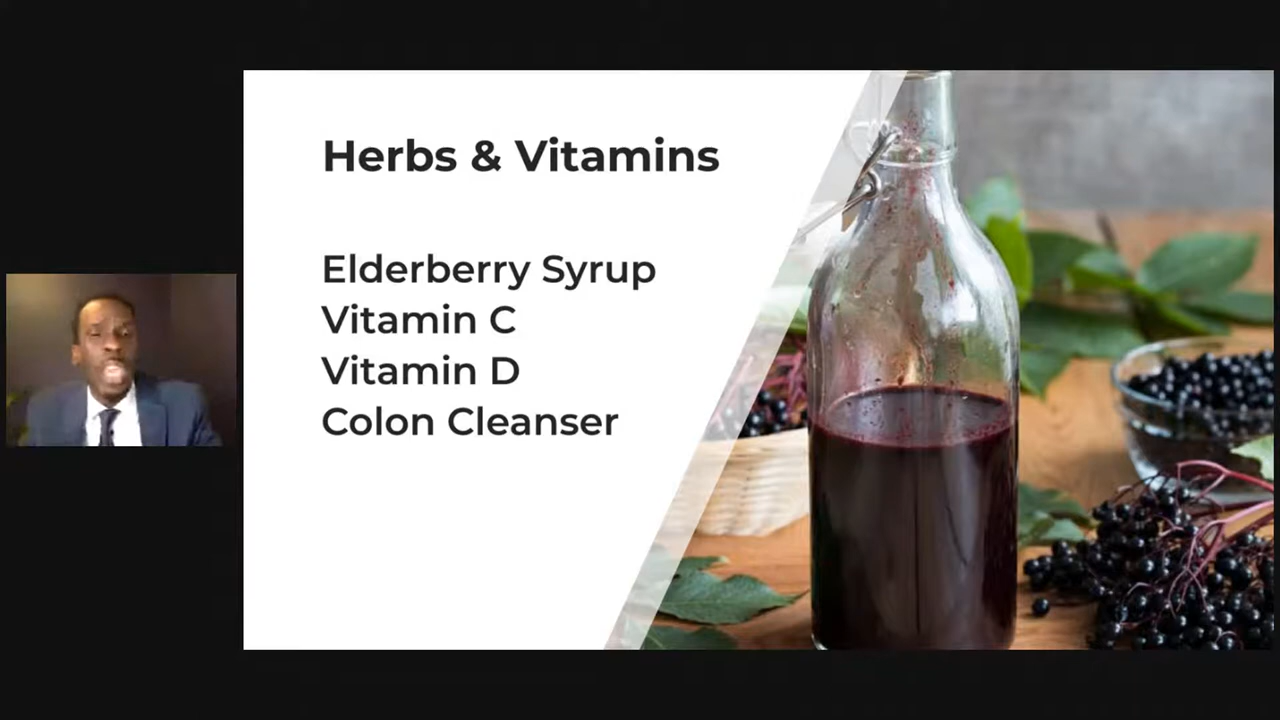 Herbs & Vitamins
Elderberry Syrup
Vitamin C
Vitamin D
Colon Cleanser